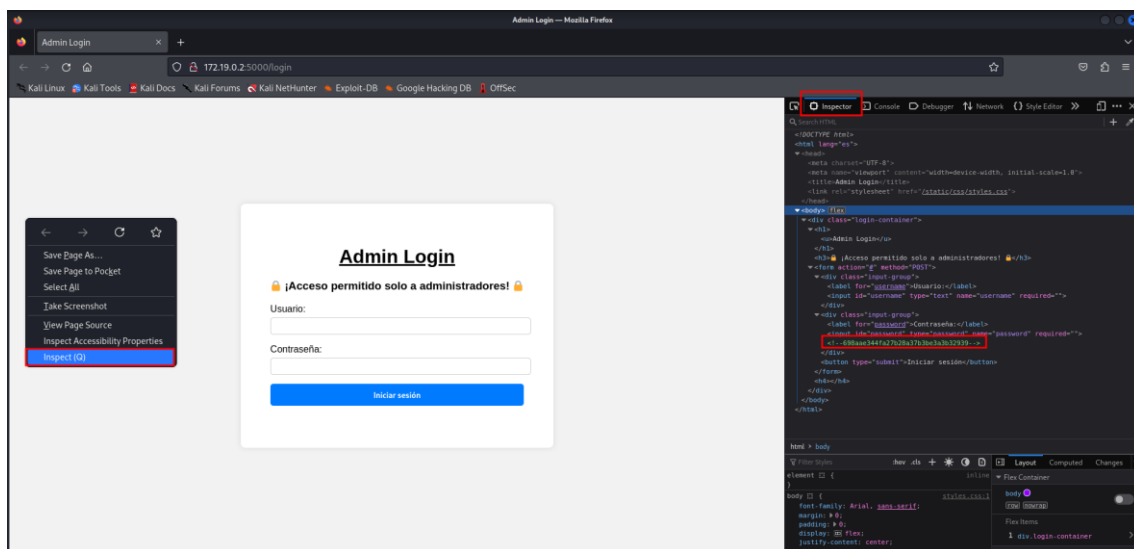 Admin Login — Mozilla Firefox
Admin Login
172.19.0.2:5000/login
Kali Linux Kali Tools Kali Docs Kali Forums Kali NetHunter Exploit-DB Google Hacking DB OffSec
Save Page As...
Save Page to Pocket
Select All
Take Screenshot
View Page Source
Inspect Accessibility Properties
Inspect (Q)
Admin Login
¡Acceso permitido solo a administradores!
Usuario:
Contraseña:
Iniciar sesión
Inspector Console Debugger Network {} Style Editor
Search HTML
<!DOCTYPE html>
<html lang="es">
<head>
<meta charset="UTF-8">
<meta name="viewport" content="width=device-width, initial-scale=1.0">
<title>Admin Login</title>
<link rel="stylesheet" href="/static/css/styles.css">
</head>
<body> flex
<div class="login-container">
<h1>
<u>Admin Login</u>
</h1>
<h3>🔒 ¡Acceso permitido solo a administradores! 🔒</h3>
<form action="#" method="POST">
<div class="input-group">
<label for="username">Usuario:</label>
<input id="username" type="text" name="username" required="">
</div>
<div class="input-group">
<label for="password">Contraseña:</label>
<input id="password" type="password" name="password" required="">
</div>
<button type="submit">Iniciar sesión</button>
</form>
<h4></h4>
</div>
</body>
</html>
html > body
Filter Styles :hov .cls
Layout Computed Changes
element { inline
}
body { styles.css:1
font-family: Arial, sans-serif;
margin: 0;
padding: 0;
display: flex;
justify-content: center;
Flex Container
body
row nowrap
Flex Items
1 div.login-container